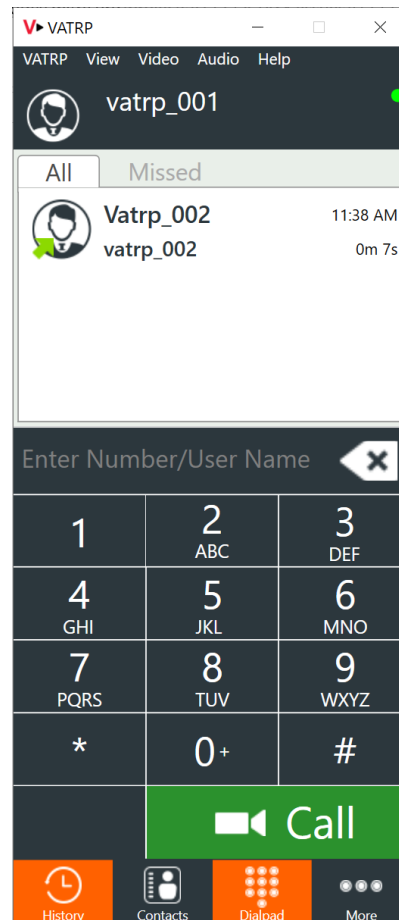 VATRP
VATRP View Video Audio Help
vatrp_001
All Missed
Vatrp_002 11:38 AM
vatrp_002 0m 7s
Enter Number/User Name
1 2 3
ABC DEF
4 5 6
GHI JKL MNO
7 8 9
PQRS TUV WXYZ
* 0+ #
Call
History Contacts Dialpad More